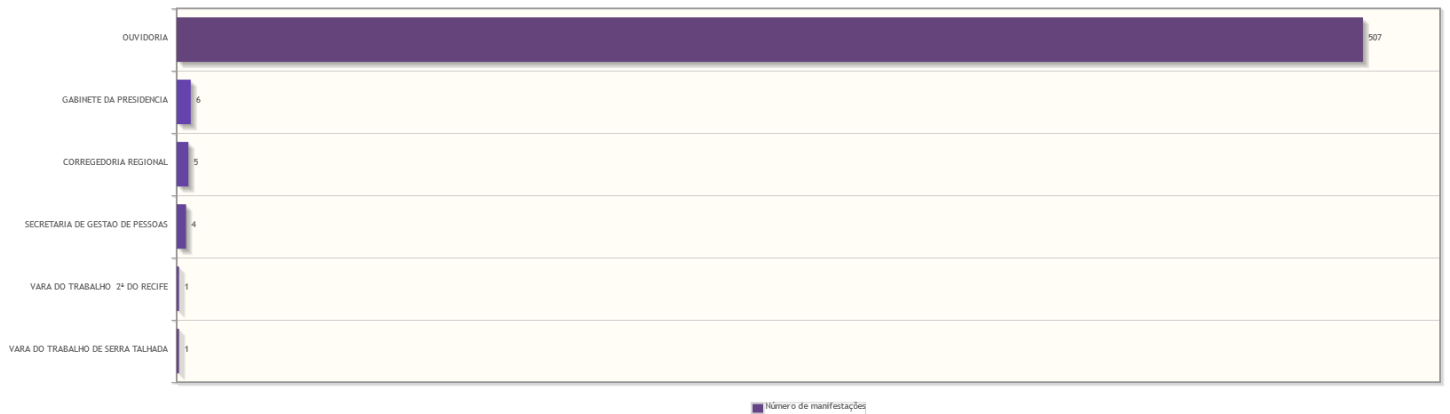 OUVIDORIA 507
GABINETE DA PRESIDENCIA 6
CORREGEDORIA REGIONAL 5
SECRETARIA DE GESTAO DE PESSOAS 4
VARA DO TRABALHO 2ª DO RECIFE 1
VARA DO TRABALHO DE SERRA TALHADA 1
Número de manifestações